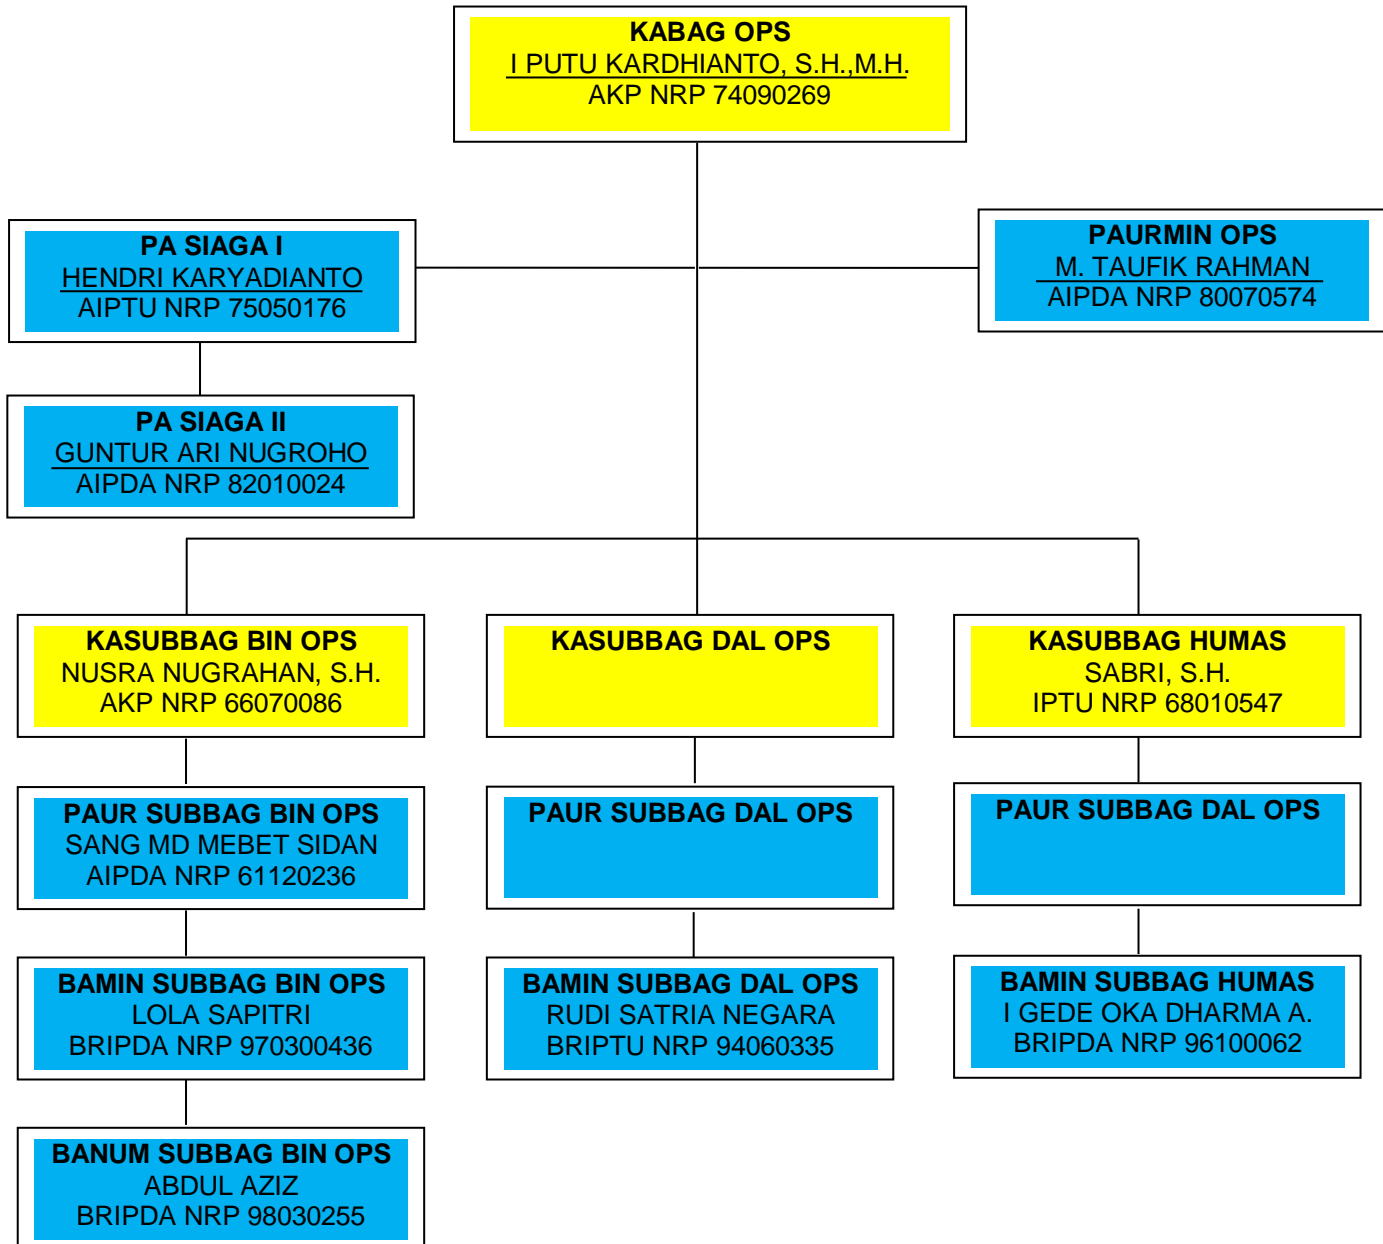 KABAG OPS
I PUTU KARDHIANTO, S.H.,M.H.
AKP NRP 74090269
PA SIAGA I
HENDRI KARYADIANTO
AIPTU NRP 75050176
PAURMIN OPS
M. TAUFIK RAHMAN
AIPDA NRP 80070574
PA SIAGA II
GUNTUR ARI NUGROHO
AIPDA NRP 82010024
KASUBBAG BIN OPS
NUSRA NUGRAHAN, S.H.
AKP NRP 66070086
KASUBBAG DAL OPS
KASUBBAG HUMAS
SABRI, S.H.
IPTU NRP 68010547
PAUR SUBBAG BIN OPS
SANG MD MEBET SIDAN
AIPDA NRP 61120236
PAUR SUBBAG DAL OPS
PAUR SUBBAG DAL OPS
BAMIN SUBBAG BIN OPS
LOLA SAPITRI
BRIPDA NRP 970300436
BAMIN SUBBAG DAL OPS
RUDI SATRIA NEGARA
BRIPTU NRP 94060335
BAMIN SUBBAG HUMAS
I GEDE OKA DHARMA A.
BRIPDA NRP 96100062
BANUM SUBBAG BIN OPS
ABDUL AZIZ
BRIPDA NRP 98030255